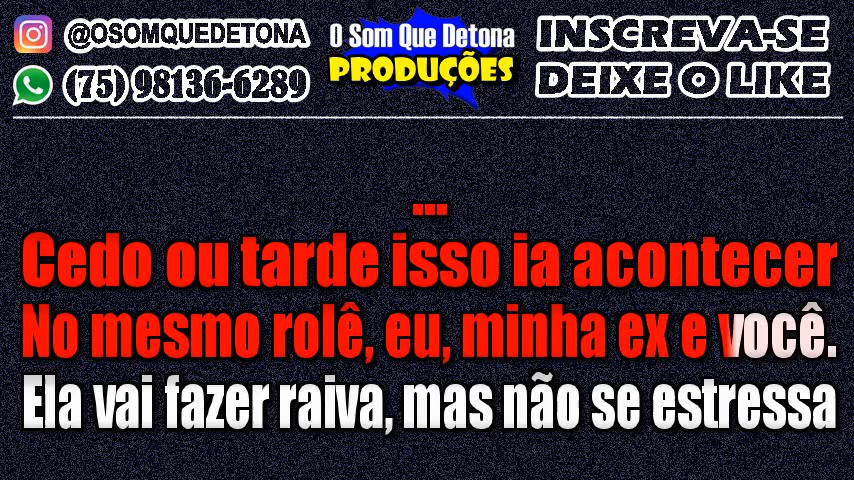 @OSOMQUEDETONA
(75) 98136-6289
O Som Que Detona
PRODUÇÕES
INSCREVA-SE
DEIXE O LIKE
...
Cedo ou tarde isso ia acontecer
No mesmo rolê, eu, minha ex e você.
Ela vai fazer raiva, mas não se estressa